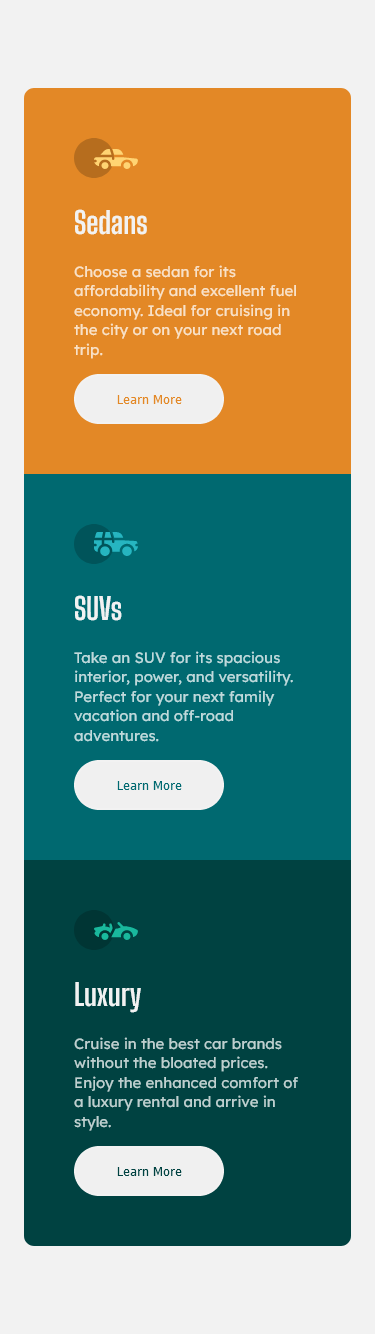 Sedans
Choose a sedan for its
affordability and excellent fuel
economy. Ideal for cruising in
the city or on your next road
trip.
Learn More
SUVs
Take an SUV for its spacious
interior, power, and versatility.
Perfect for your next family
vacation and off-road
adventures.
Learn More
Luxury
Cruise in the best car brands
without the bloated prices.
Enjoy the enhanced comfort of
a luxury rental and arrive in
style.
Learn More